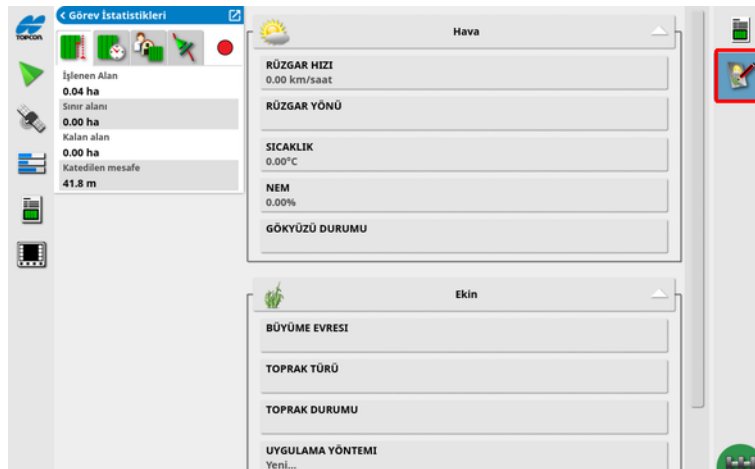 TOPCON
Görev İstatistikleri
İşlenen Alan
0.04 ha
Sınır alanı
0.00 ha
Kalan alan
0.00 ha
Katedilen mesafe
41.8 m
Hava
RÜZGAR HIZI
0.00 km/saat
RÜZGAR YÖNÜ
SICAKLIK
0.00°C
NEM
0.00%
GÖKYÜZÜ DURUMU
Ekin
BÜYÜME EVRESI
TOPRAK TÜRÜ
TOPRAK DURUMU
UYGULAMA YÖNTEMI
Yeni...